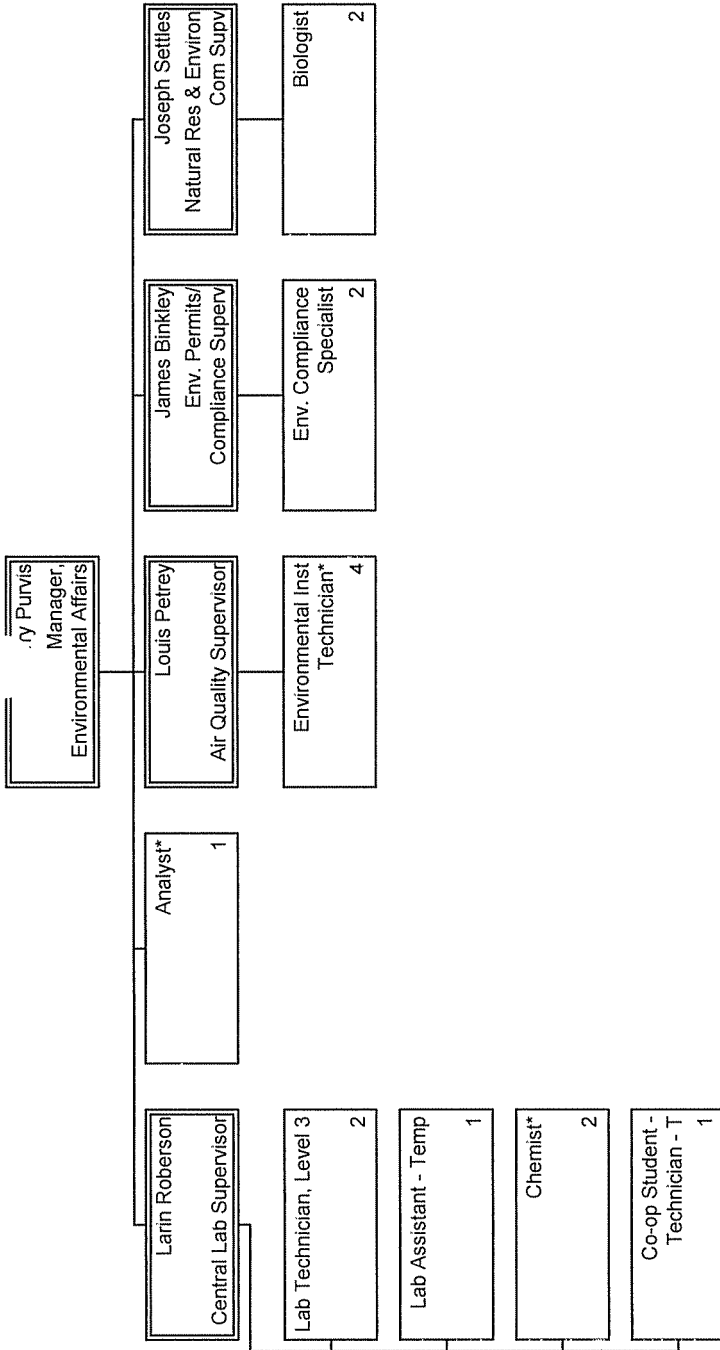 Purvis
Manager,
Environmental Affairs
Larin Roberson
Central Lab Supervisor
Lab Technician, Level 3
2
Lab Assistant - Temp
1
Chemist*
2
Co-op Student -
Technician - T
1
Analyst*
1
Louis Petrey
Air Quality Supervisor
Environmental Inst
Technician*
4
James Binkley
Env. Permits/
Compliance Superv
Env. Compliance
Specialist
2
Joseph Settles
Natural Res & Environ
Com Supv
Biologist
2